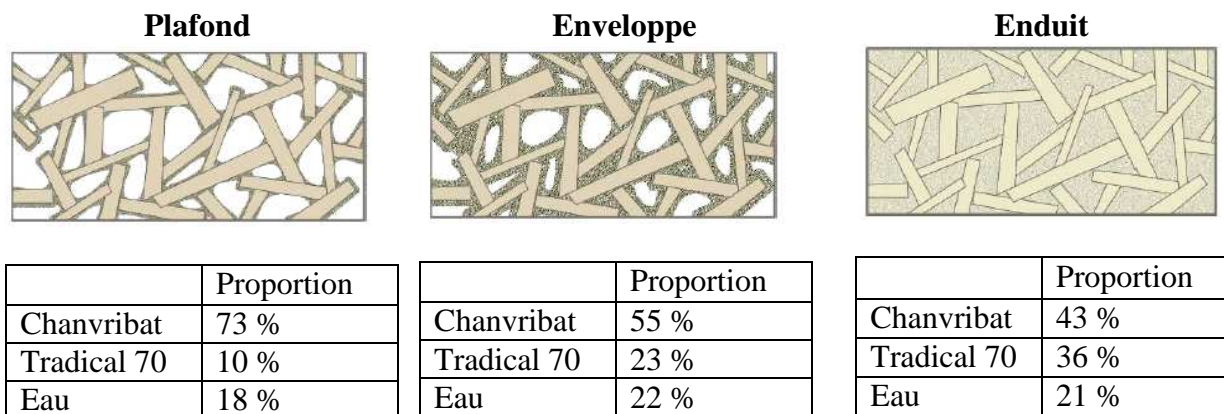 Plafond
Enveloppe
Enduit
Proportion
Chanvribat 73 %
Tradical 70 10 %
Eau 18 %
Proportion
Chanvribat 55 %
Tradical 70 23 %
Eau 22 %
Proportion
Chanvribat 43 %
Tradical 70 36 %
Eau 21 %